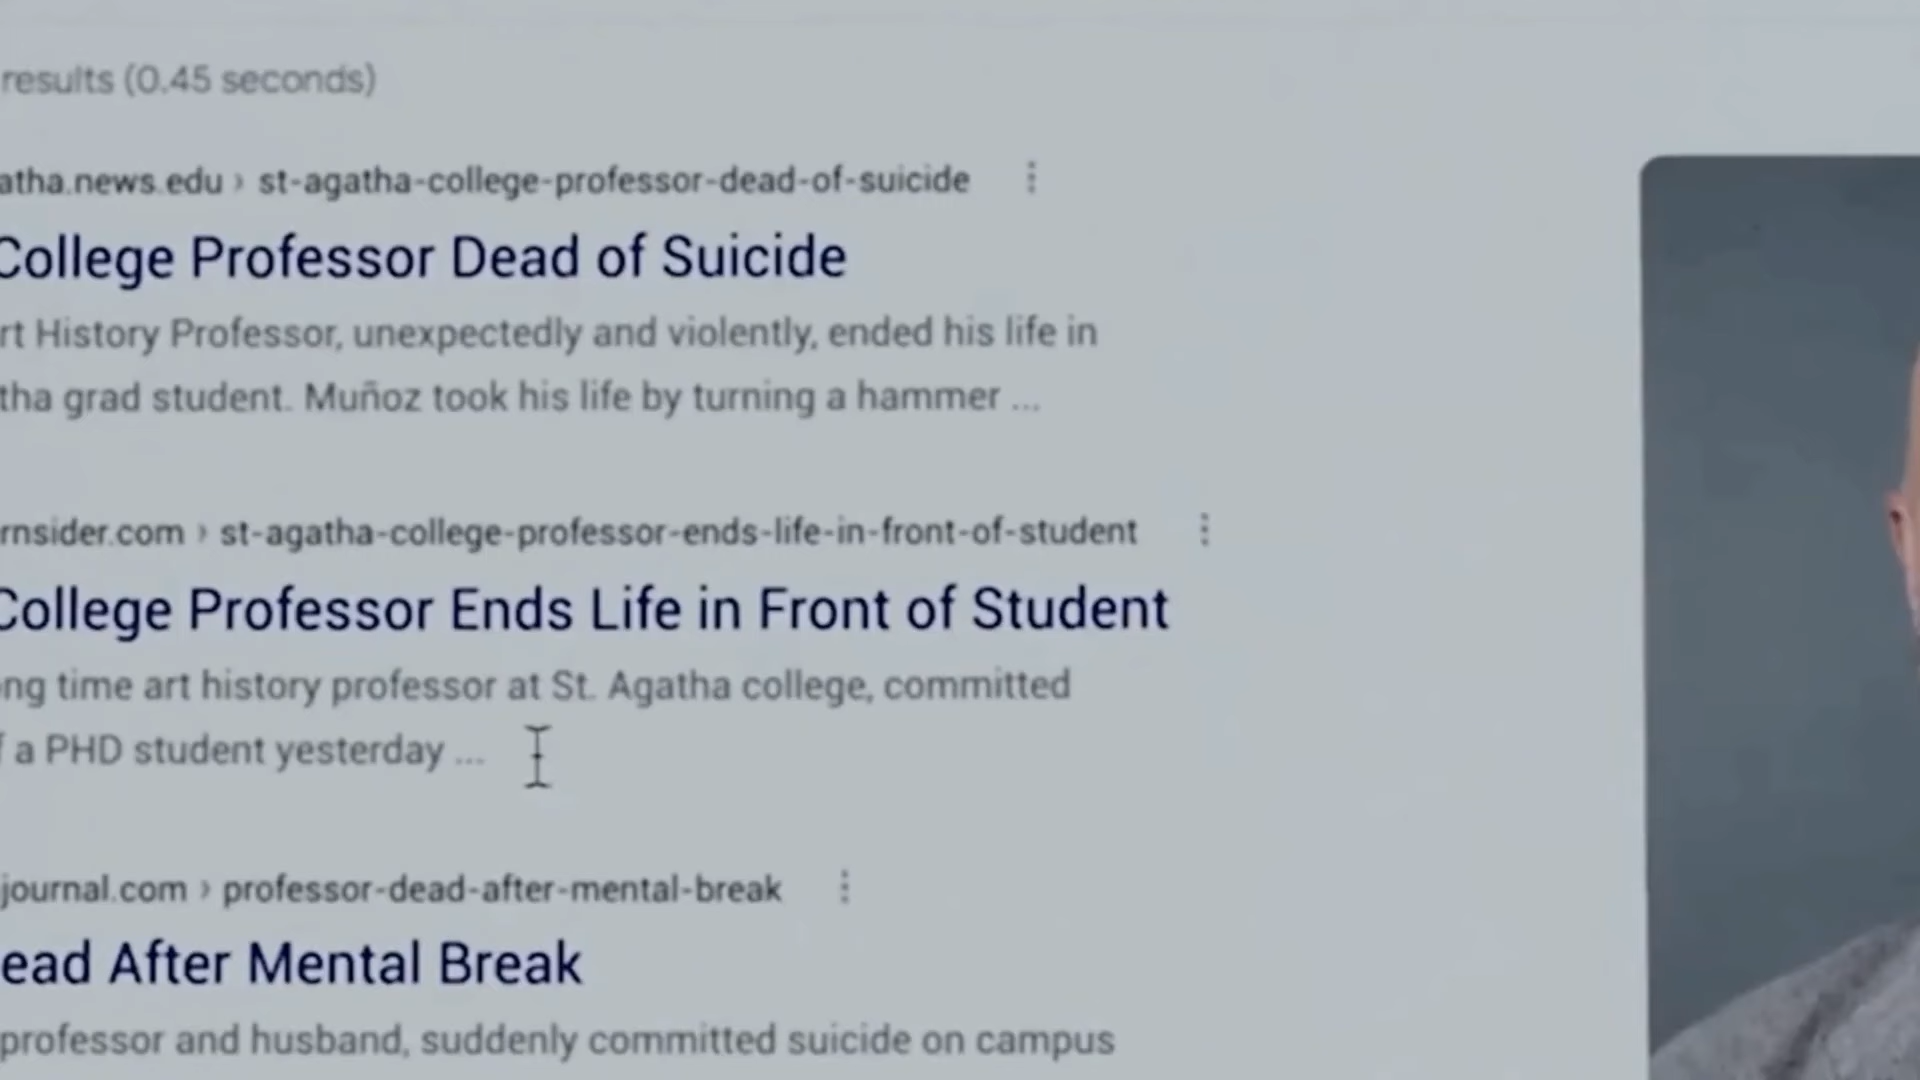 results (0.45 seconds)
atha.news.edu › st-agatha-college-professor-dead-of-suicide
College Professor Dead of Suicide
rt History Professor, unexpectedly and violently, ended his life in
tha grad student. Muñoz took his life by turning a hammer ...
rnsider.com › st-agatha-college-professor-ends-life-in-front-of-student
College Professor Ends Life in Front of Student
ng time art history professor at St. Agatha college, committed
f a PHD student yesterday ...
journal.com › professor-dead-after-mental-break
ead After Mental Break
professor and husband, suddenly committed suicide on campus